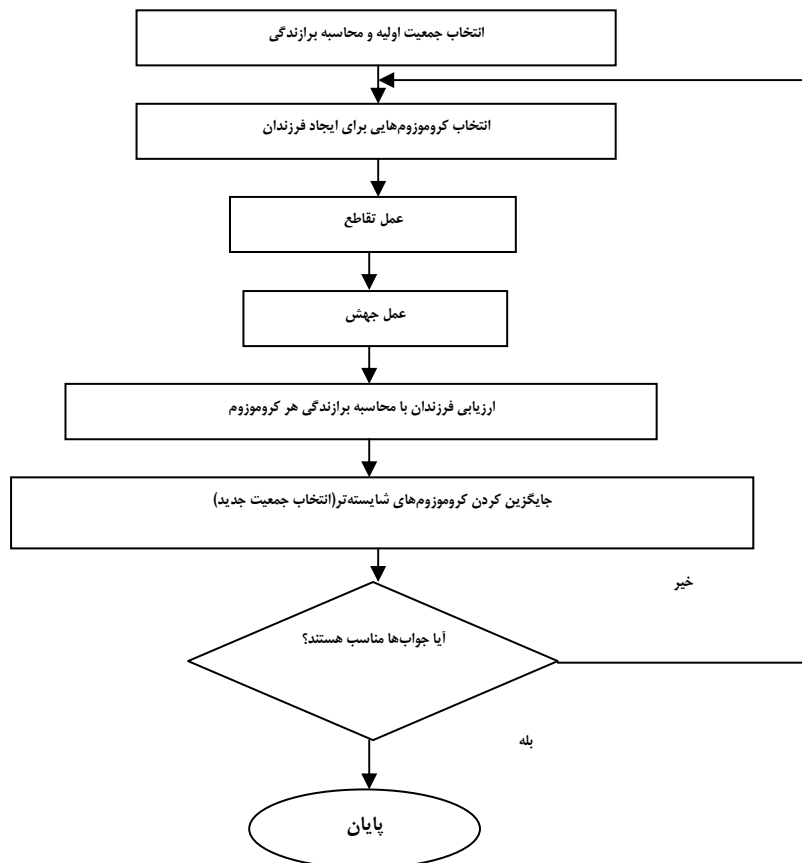 انتخاب جمعیت اولیه و محاسبه برازندگی
انتخاب کروموزوم‌هایی برای ایجاد فرزندان
عمل تقاطع
عمل جهش
ارزیابی فرزندان با محاسبه برازندگی هر کروموزوم
جایگزین کردن کروموزوم‌های شایسته‌تر(انتخاب جمعیت جدید)
خیر
آیا جواب‌ها مناسب هستند؟
بله
پایان